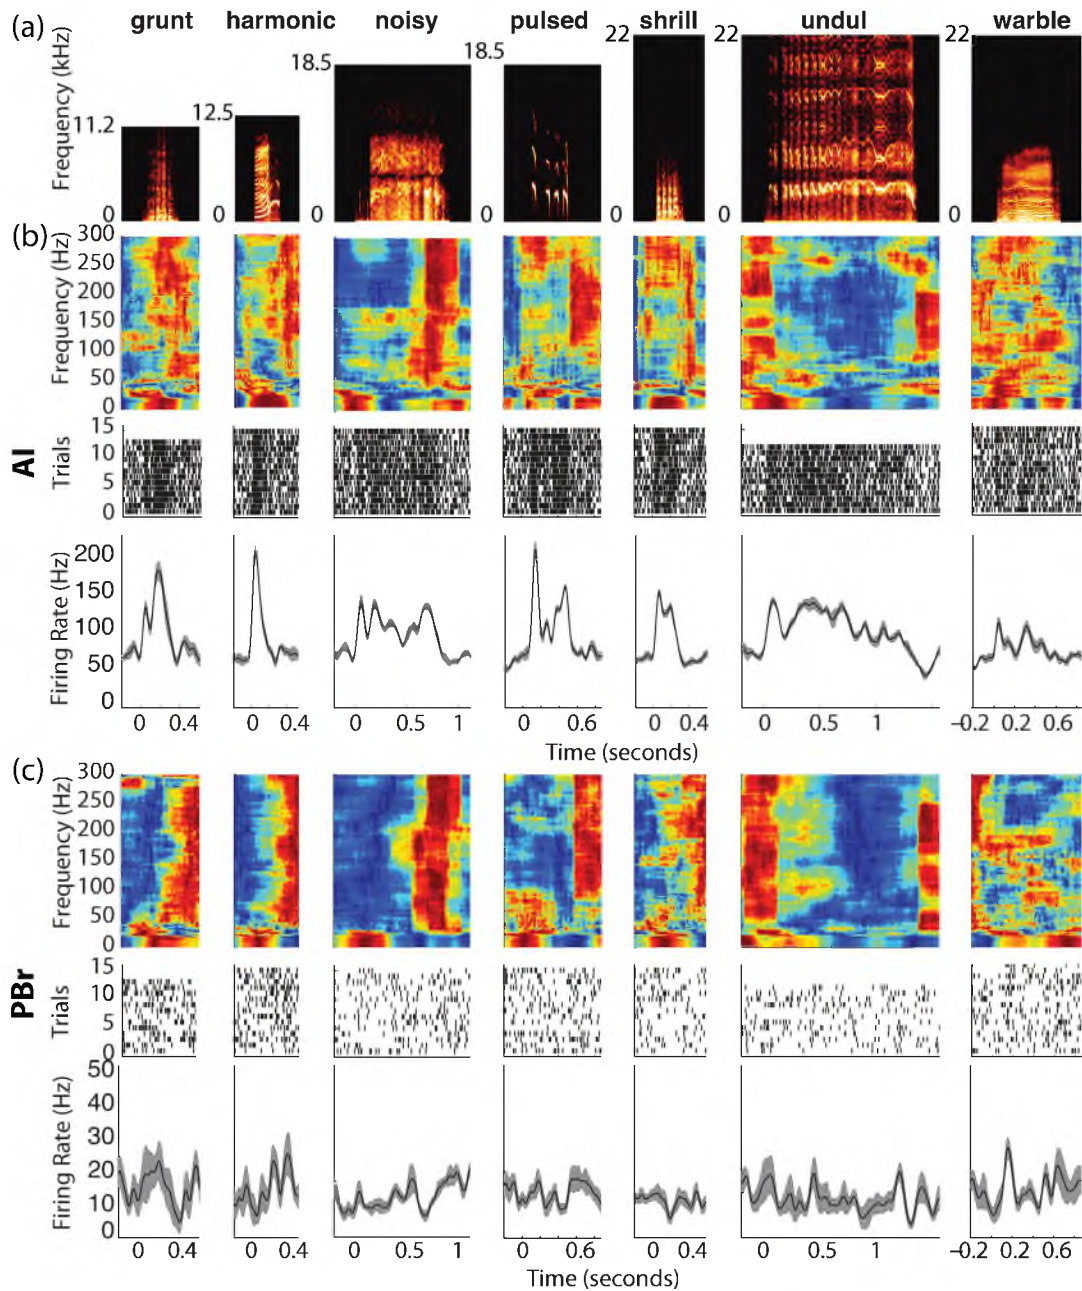 (a) grunt harmonic noisy pulsed shrill undul warble
Frequency (kHz)
11.2 0 12.5 0 18.5 0 18.5 0 22 0 22 0 22 0
(b)
Frequency (Hz)
300
250
200
150
100
50
0
AI
Trials
15
10
5
0
Firing Rate (Hz)
200
150
100
50
0
0 0.4 0 0.4 0 0.5 1 0 0.6 0 0.4 0 0.5 1 −0.2 0.2 0.6
Time (seconds)
(c)
Frequency (Hz)
300
250
200
150
100
50
0
PBr
Trials
15
10
5
0
Firing Rate (Hz)
50
40
30
20
10
0
0 0.4 0 0.4 0 0.5 1 0 0.6 0 0.4 0 0.5 1 −0.2 0.2 0.6
Time (seconds)